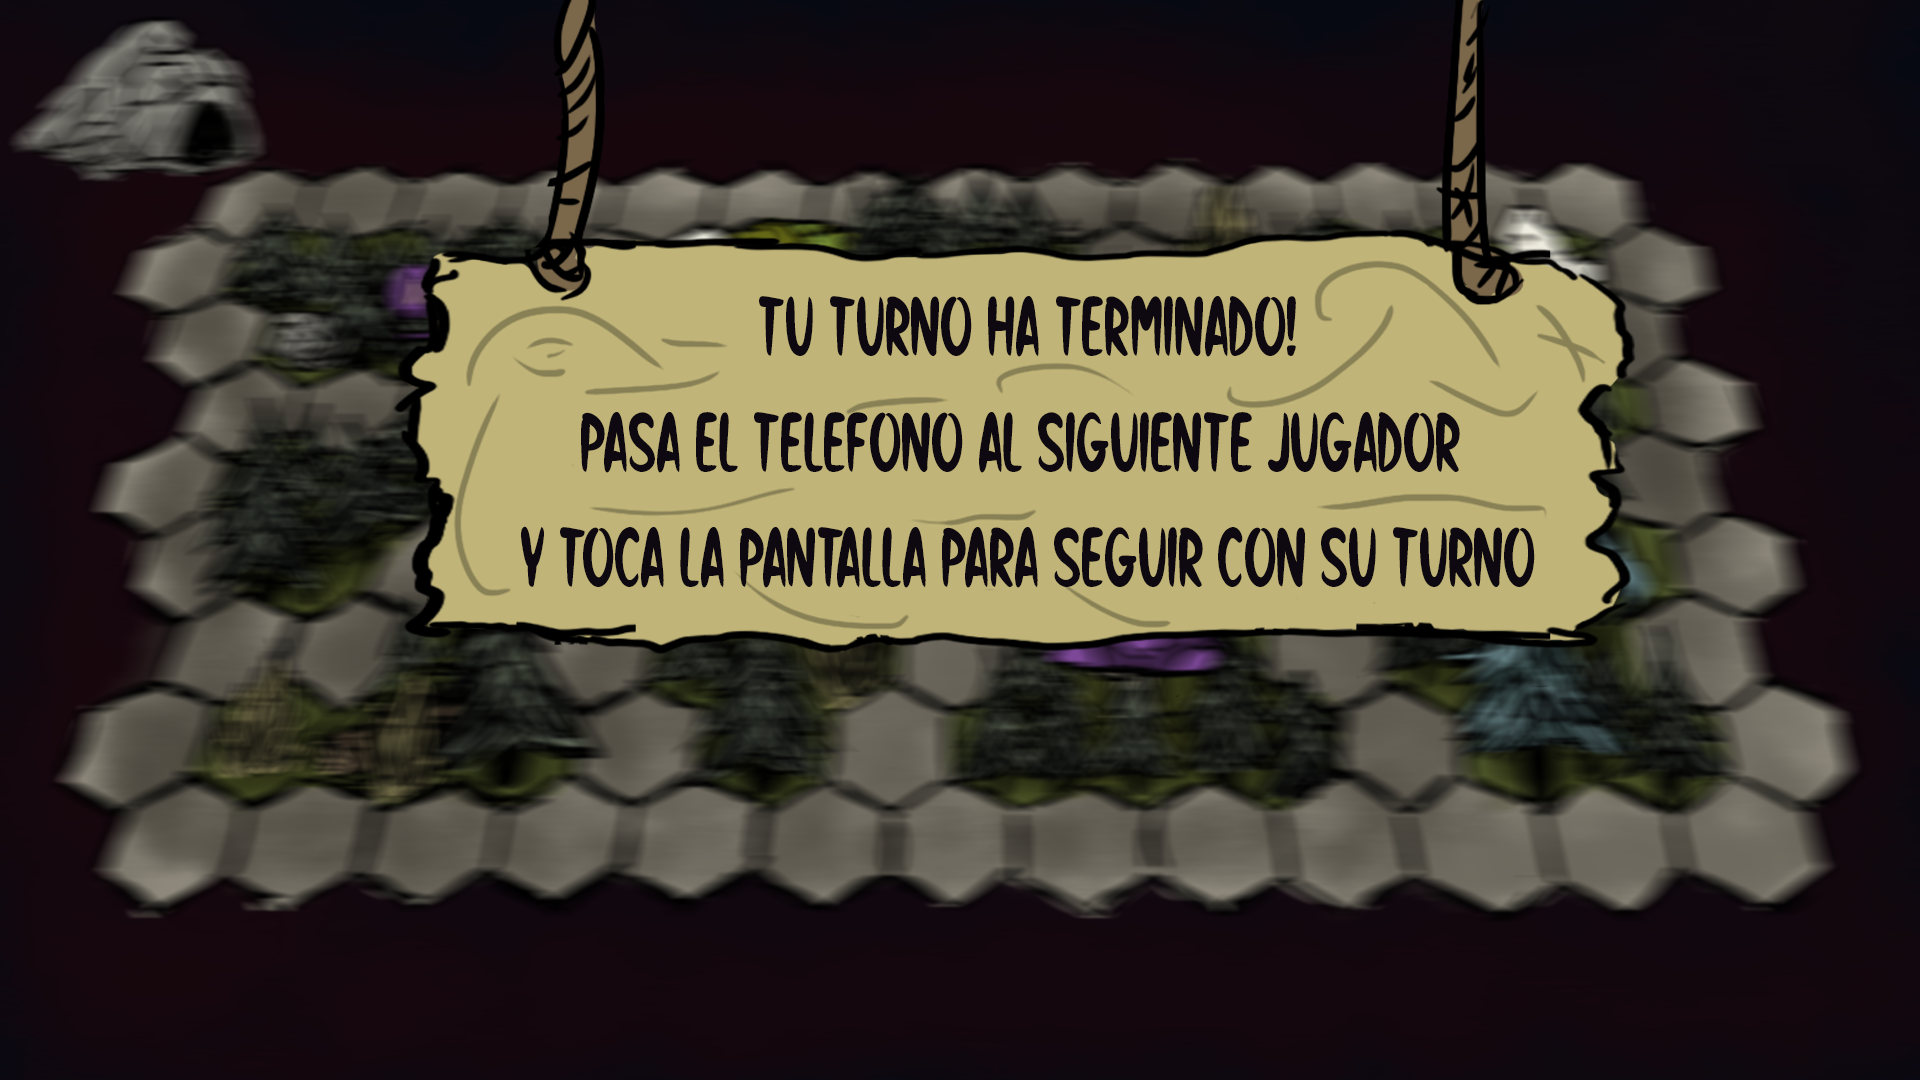 TU TURNO HA TERMINADO!
PASA EL TELEFONO AL SIGUIENTE JUGADOR
Y TOCA LA PANTALLA PARA SEGUIR CON SU TURNO